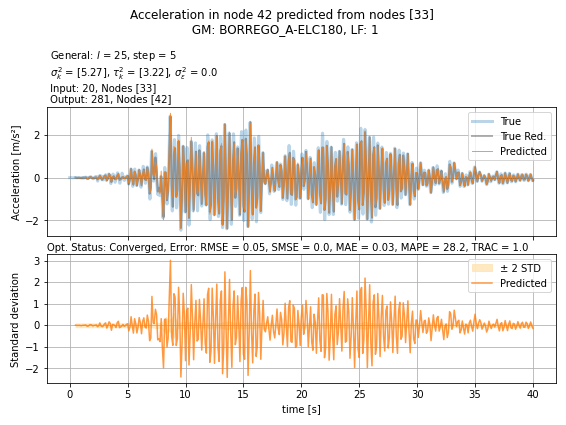 Acceleration in node 42 predicted from nodes [33]
GM: BORREGO_A-ELC180, LF: 1
General: l = 25, step = 5
σ²ₖ = [5.27], τ²ₖ = [3.22], σ²ε = 0.0
Input: 20, Nodes [33]
Output: 281, Nodes [42]
Acceleration [m/s²]
2
0
−2
True
True Red.
Predicted
Opt. Status: Converged, Error: RMSE = 0.05, SMSE = 0.0, MAE = 0.03, MAPE = 28.2, TRAC = 1.0
Standard deviation
3
2
1
0
−1
−2
± 2 STD
Predicted
0 5 10 15 20 25 30 35 40
time [s]